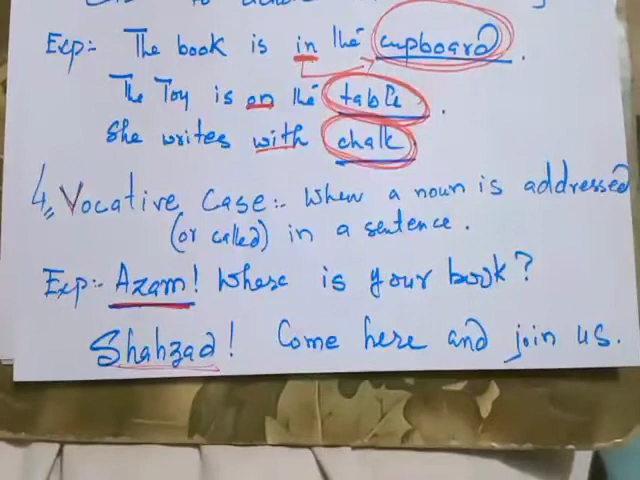 Exp:- The book is in the cupboard.
The Toy is on the table.
She writes with chalk.
4. Vocative Case:- When a noun is addressed
(or called) in a sentence.
Exp:- Azam! Where is your book?
Shahzad! Come here and join us.